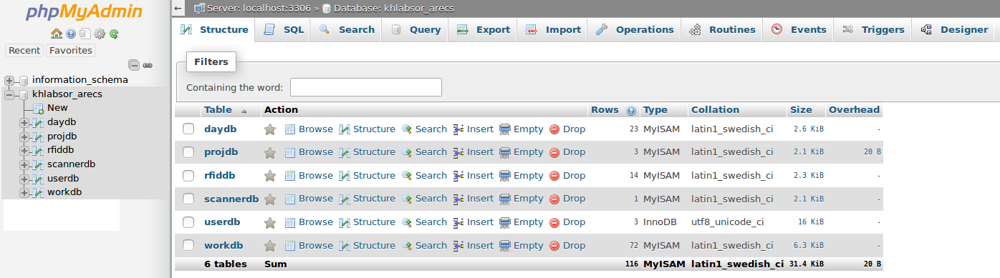 phpMyAdmin
Recent Favorites
information_schema
khlabsor_arecs
New
daydb
projdb
rfiddb
scannerdb
userdb
workdb
← Server: localhost:3306 » Database: khlabsor_arecs
Structure SQL Search Query Export Import Operations Routines Events Triggers Designer
Filters
Containing the word:
Table Action Rows Type Collation Size Overhead
daydb Browse Structure Search Insert Empty Drop 23 MyISAM latin1_swedish_ci 2.6 KiB -
projdb Browse Structure Search Insert Empty Drop 3 MyISAM latin1_swedish_ci 2.1 KiB 20 B
rfiddb Browse Structure Search Insert Empty Drop 14 MyISAM latin1_swedish_ci 2.3 KiB -
scannerdb Browse Structure Search Insert Empty Drop 1 MyISAM latin1_swedish_ci 2.1 KiB -
userdb Browse Structure Search Insert Empty Drop 3 InnoDB utf8_unicode_ci 16 KiB -
workdb Browse Structure Search Insert Empty Drop 72 MyISAM latin1_swedish_ci 6.3 KiB -
6 tables Sum 116 MyISAM latin1_swedish_ci 31.4 KiB 20 B